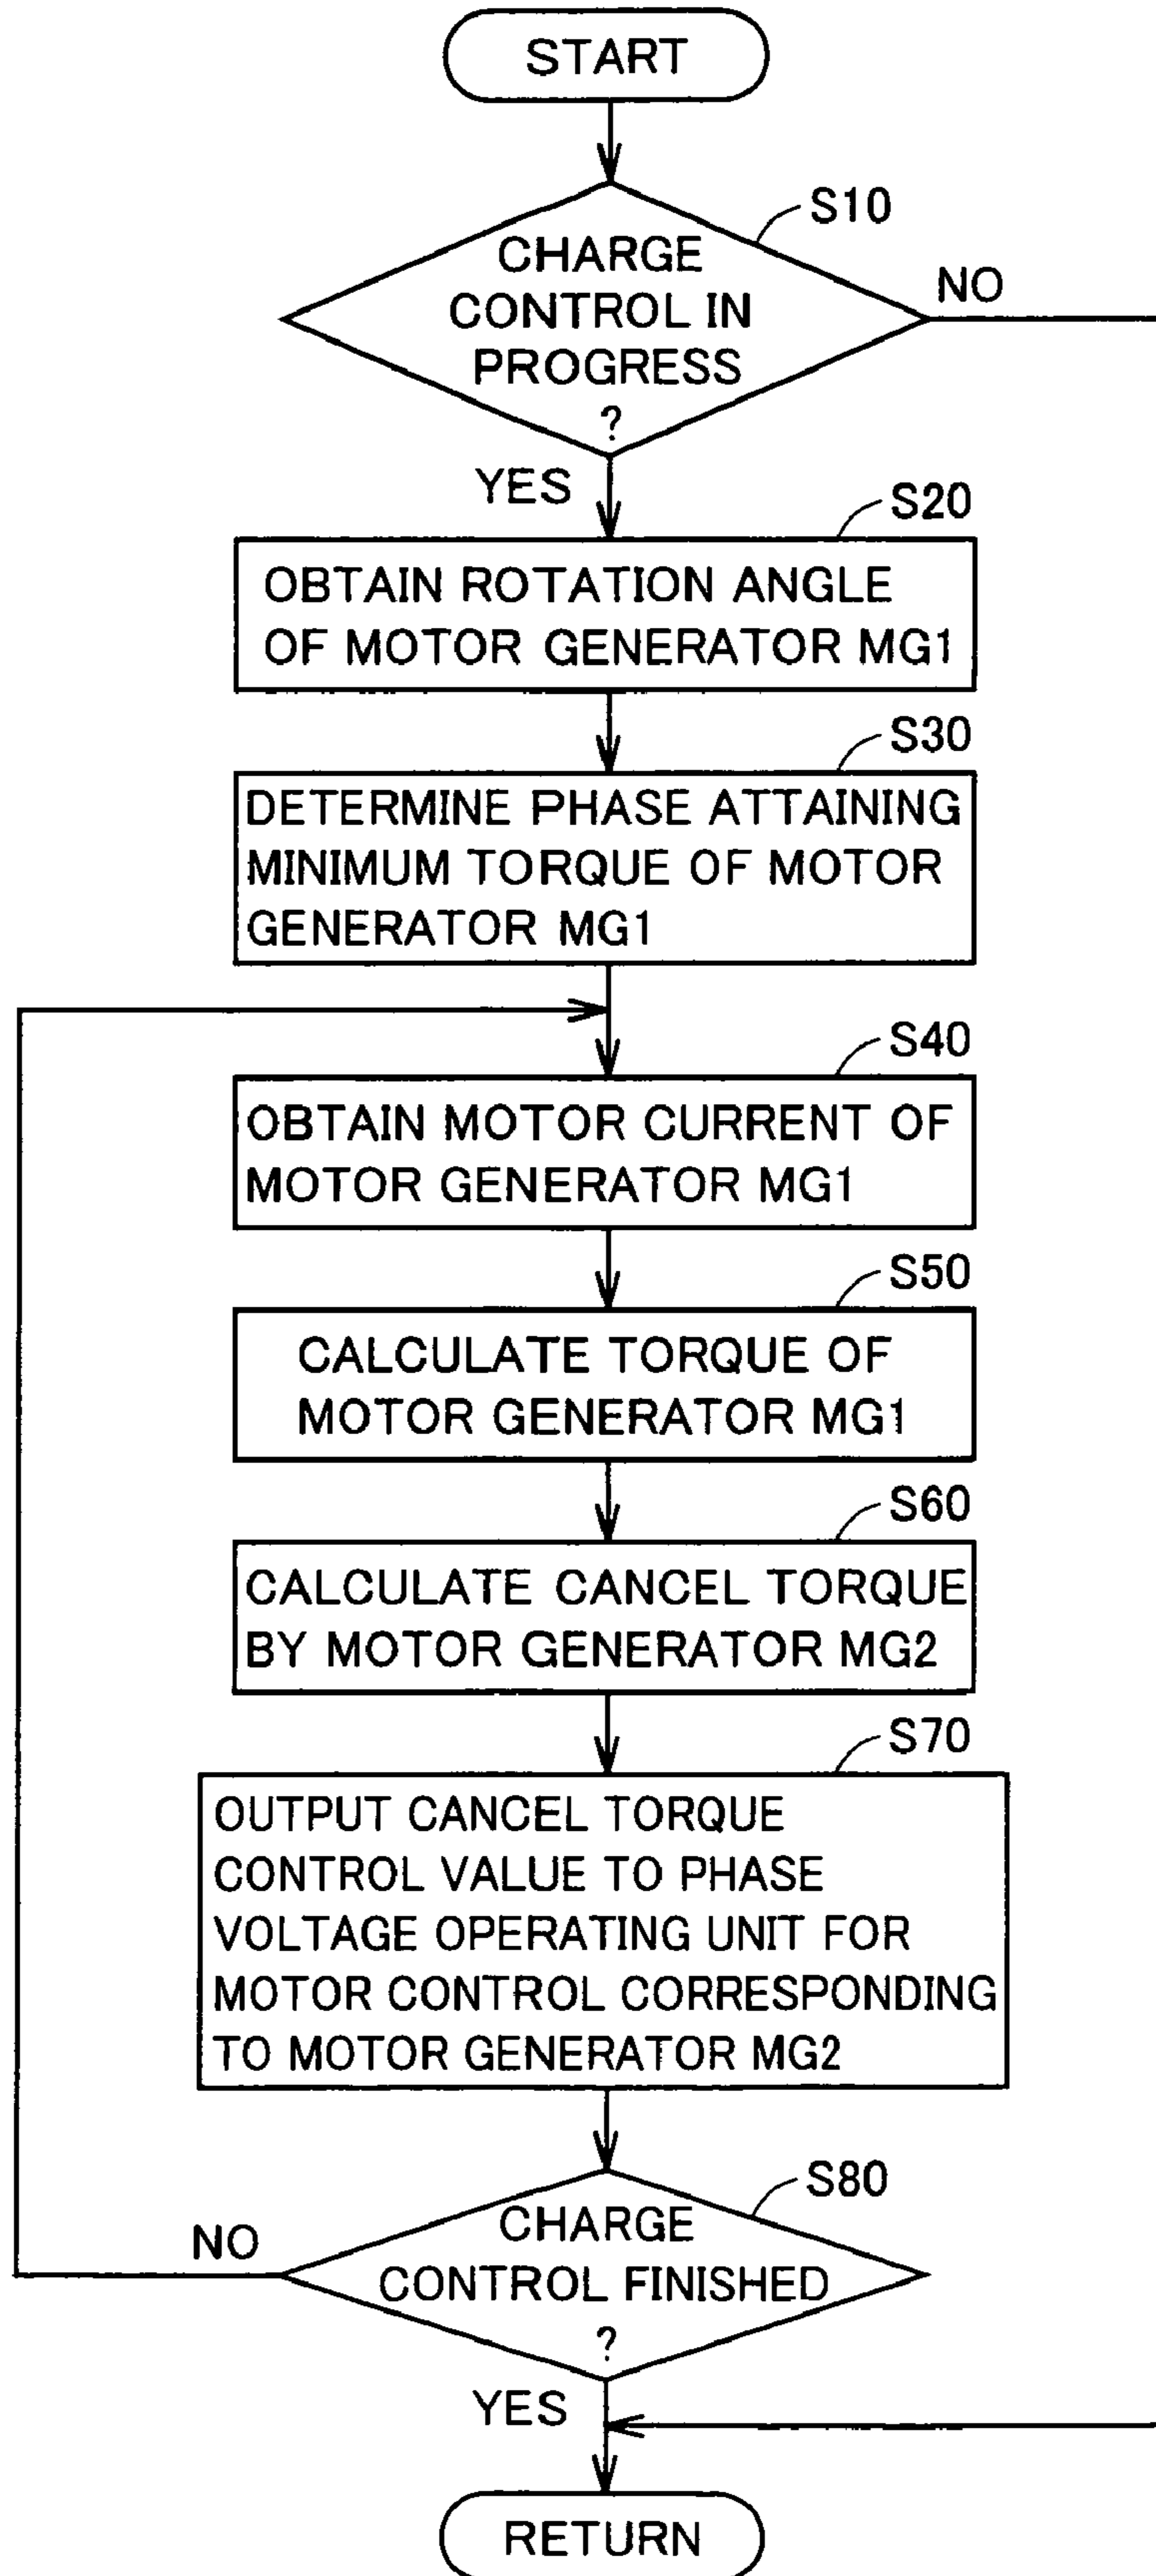 START
S10
CHARGE
CONTROL IN
PROGRESS
?
NO
YES
S20
OBTAIN ROTATION ANGLE
OF MOTOR GENERATOR MG1
S30
DETERMINE PHASE ATTAINING
MINIMUM TORQUE OF MOTOR
GENERATOR MG1
S40
OBTAIN MOTOR CURRENT OF
MOTOR GENERATOR MG1
S50
CALCULATE TORQUE OF
MOTOR GENERATOR MG1
S60
CALCULATE CANCEL TORQUE
BY MOTOR GENERATOR MG2
S70
OUTPUT CANCEL TORQUE
CONTROL VALUE TO PHASE
VOLTAGE OPERATING UNIT FOR
MOTOR CONTROL CORRESPONDING
TO MOTOR GENERATOR MG2
S80
CHARGE
CONTROL FINISHED
?
NO
YES
RETURN